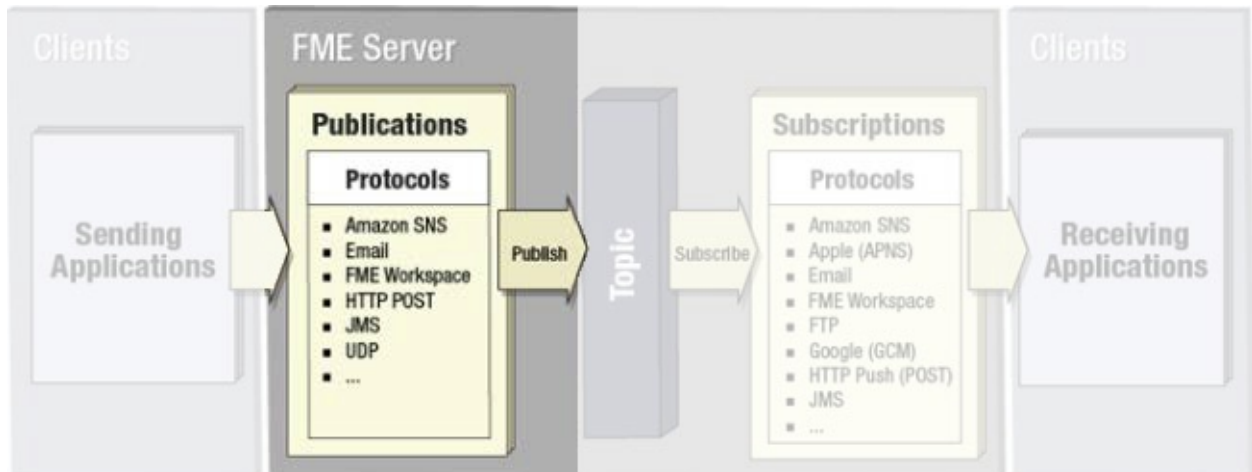 Clients
FME Server
Clients
Sending
Applications
Publications
Protocols
▪ Amazon SNS
▪ Email
▪ FME Workspace
▪ HTTP POST
▪ JMS
▪ UDP
▪ ...
Publish
Topic
Subscribe
Subscriptions
Protocols
▪ Amazon SNS
▪ Apple (APNS)
▪ Email
▪ FME Workspace
▪ FTP
▪ Google (GCM)
▪ HTTP Push (POST)
▪ JMS
▪ ...
Receiving
Applications